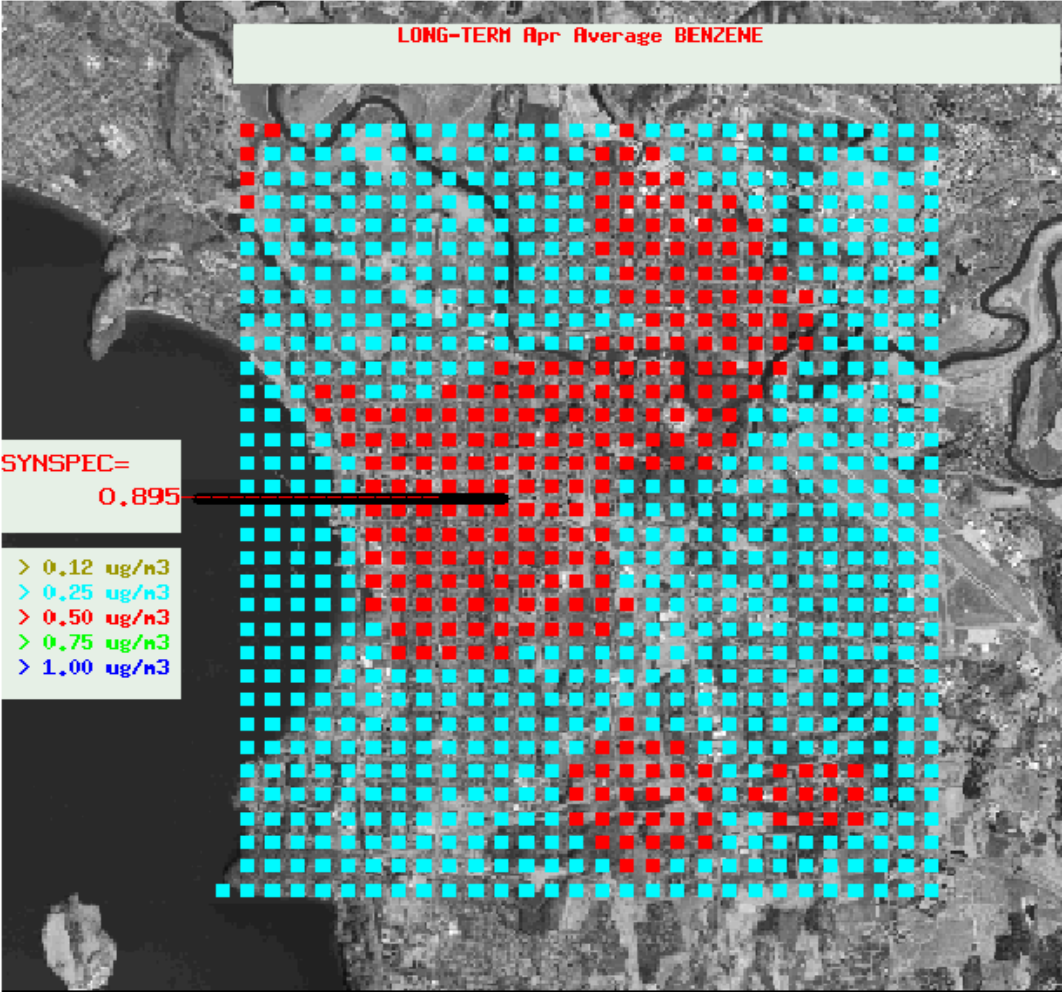 LONG-TERM Apr Average BENZENE
SYNSPEC=
0.895
> 0.12 ug/m3
> 0.25 ug/m3
> 0.50 ug/m3
> 0.75 ug/m3
> 1.00 ug/m3